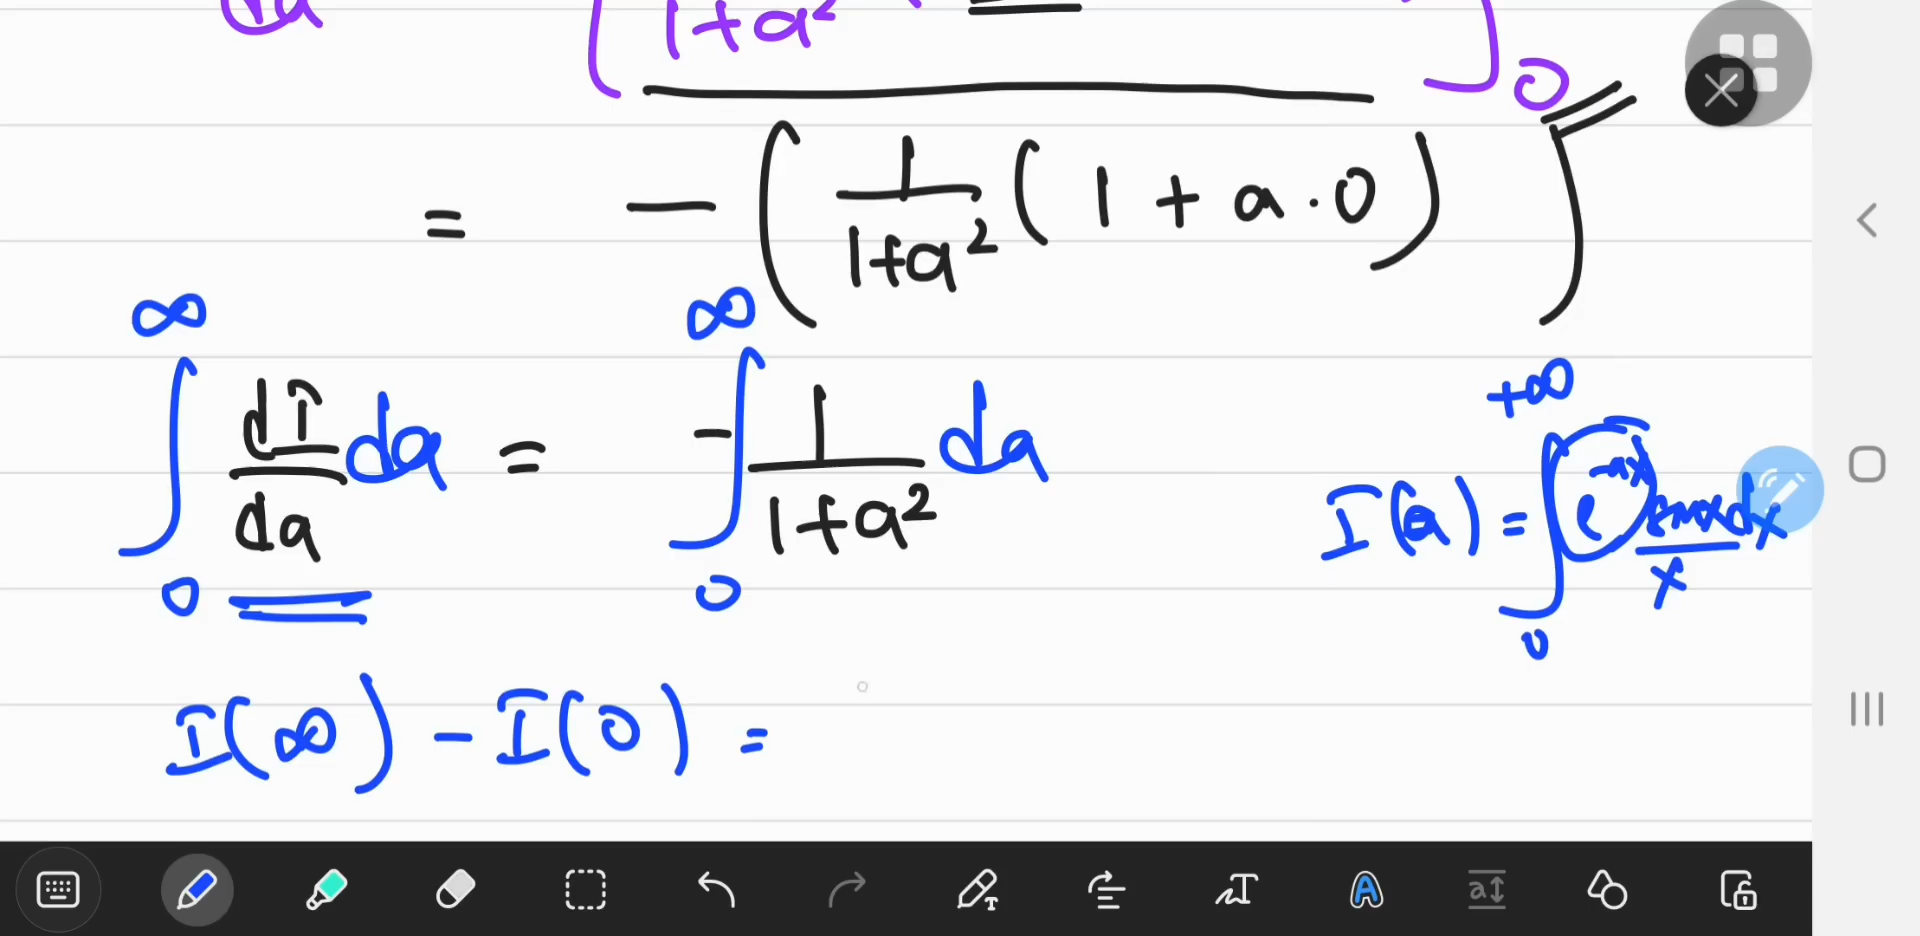 da [1+a² ]₀
= - ( 1/(1+a²) ( 1 + a · 0 ) )
∫₀^∞ dI/da da = ∫₀^∞ - 1/(1+a²) da
I(a) = ∫₀^+∞ e^-ax sinx/x dx
I(∞) - I(0) =